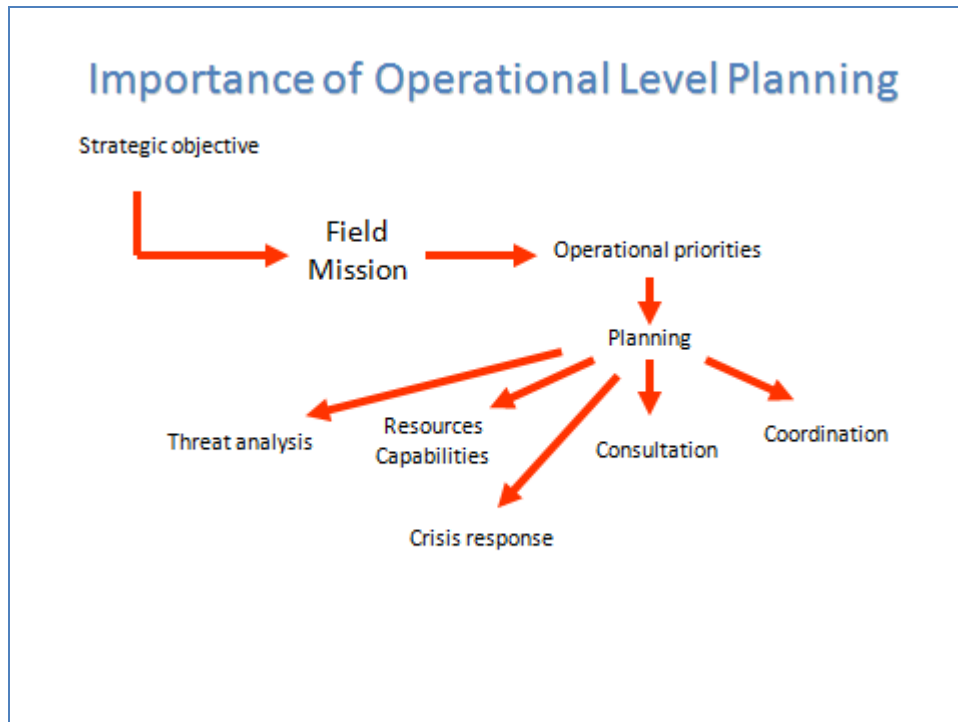 Importance of Operational Level Planning
Strategic objective
Field
Mission
Operational priorities
Planning
Threat analysis
Resources
Capabilities
Consultation
Coordination
Crisis response